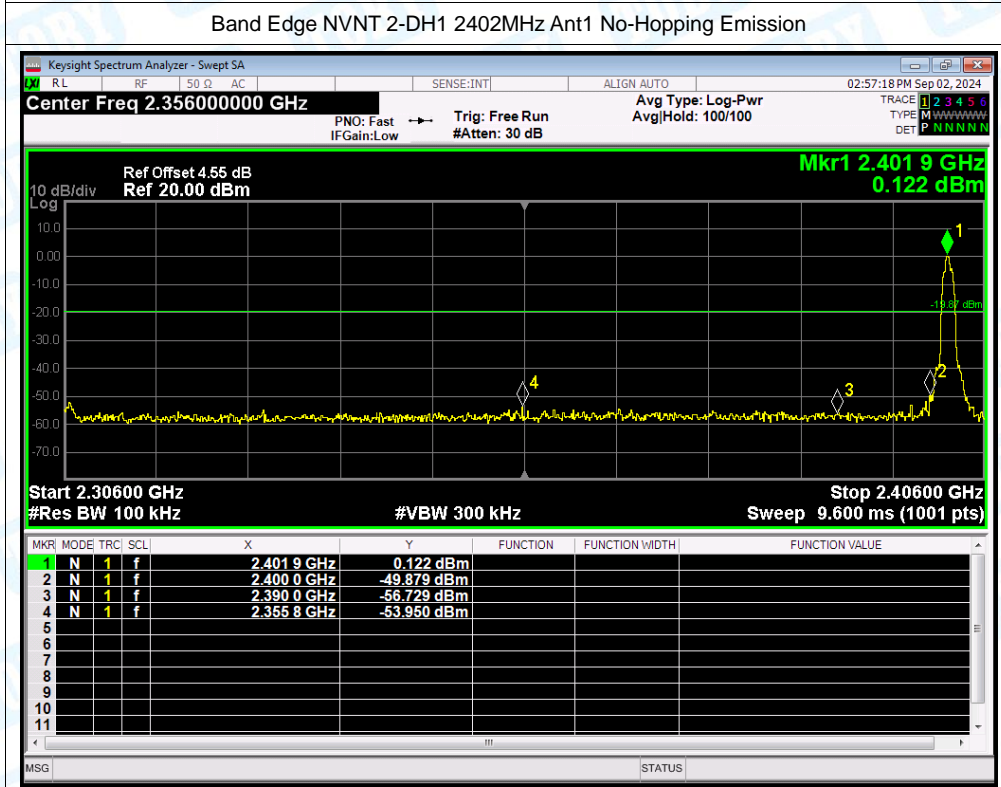 Band Edge NVNT 2-DH1 2402MHz Ant1 No-Hopping Emission
Keysight Spectrum Analyzer - Swept SA
LXI RL RF 50 Ω AC SENSE:INT ALIGN AUTO 02:57:18 PM Sep 02, 2024
Center Freq 2.356000000 GHz Avg Type: Log-Pwr TRACE 1 2 3 4 5 6
PNO: Fast Trig: Free Run Avg|Hold: 100/100 TYPE M WWWWW
IFGain:Low #Atten: 30 dB DET P N N N N N
Mkr1 2.401 9 GHz
Ref Offset 4.55 dB
10 dB/div Ref 20.00 dBm 0.122 dBm
Log
10.0
1
0.00
-10.0
-20.0
-19.87 dBm
-30.0
-40.0
4 3 2
-50.0
-60.0
-70.0
Start 2.30600 GHz Stop 2.40600 GHz
#Res BW 100 kHz #VBW 300 kHz Sweep 9.600 ms (1001 pts)
MKR MODE TRC SCL X Y FUNCTION FUNCTION WIDTH FUNCTION VALUE
1 N 1 f 2.401 9 GHz 0.122 dBm
2 N 1 f 2.400 0 GHz -49.879 dBm
3 N 1 f 2.390 0 GHz -56.729 dBm
4 N 1 f 2.355 8 GHz -53.950 dBm
5
6
7
8
9
10
11
MSG STATUS